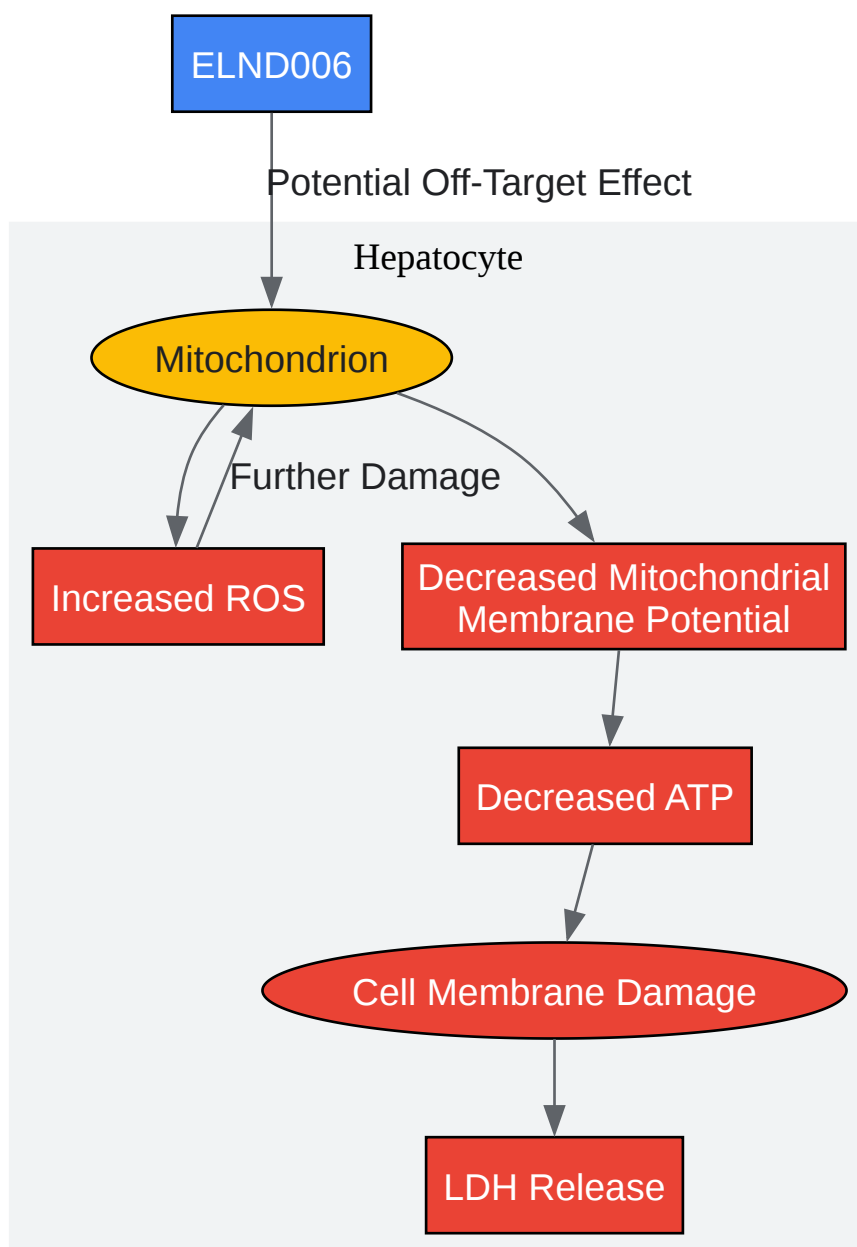 ELND006
Potential Off-Target Effect
Hepatocyte
Mitochondrion
Further Damage
Increased ROS
Decreased Mitochondrial
Membrane Potential
Decreased ATP
Cell Membrane Damage
LDH Release